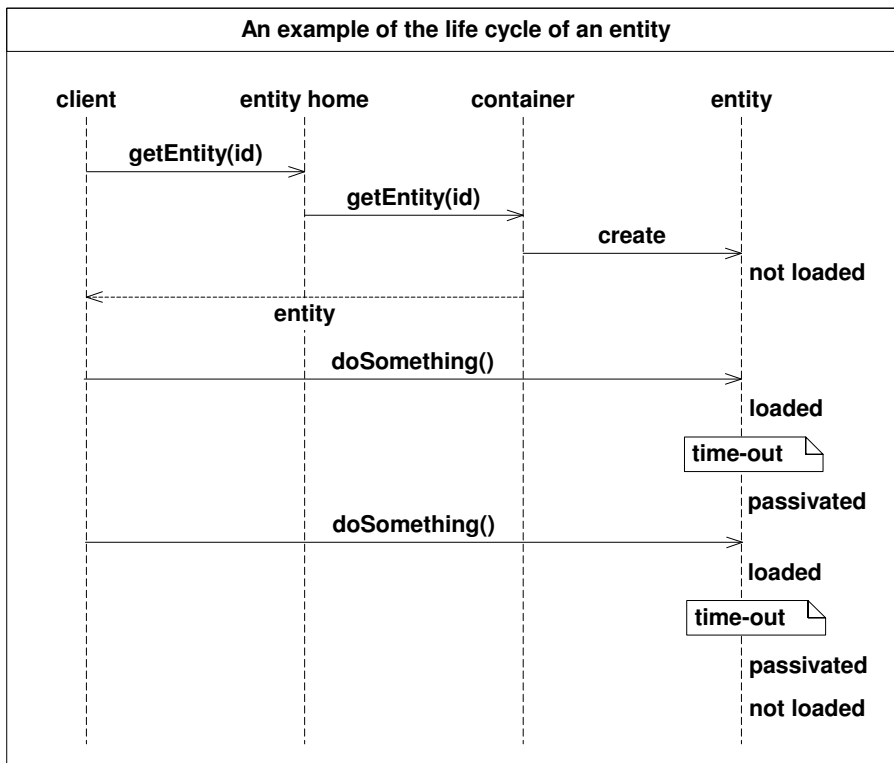 An example of the life cycle of an entity
client entity home container entity
getEntity(id)
getEntity(id)
create
not loaded
entity
doSomething()
loaded
time-out
passivated
doSomething()
loaded
time-out
passivated
not loaded